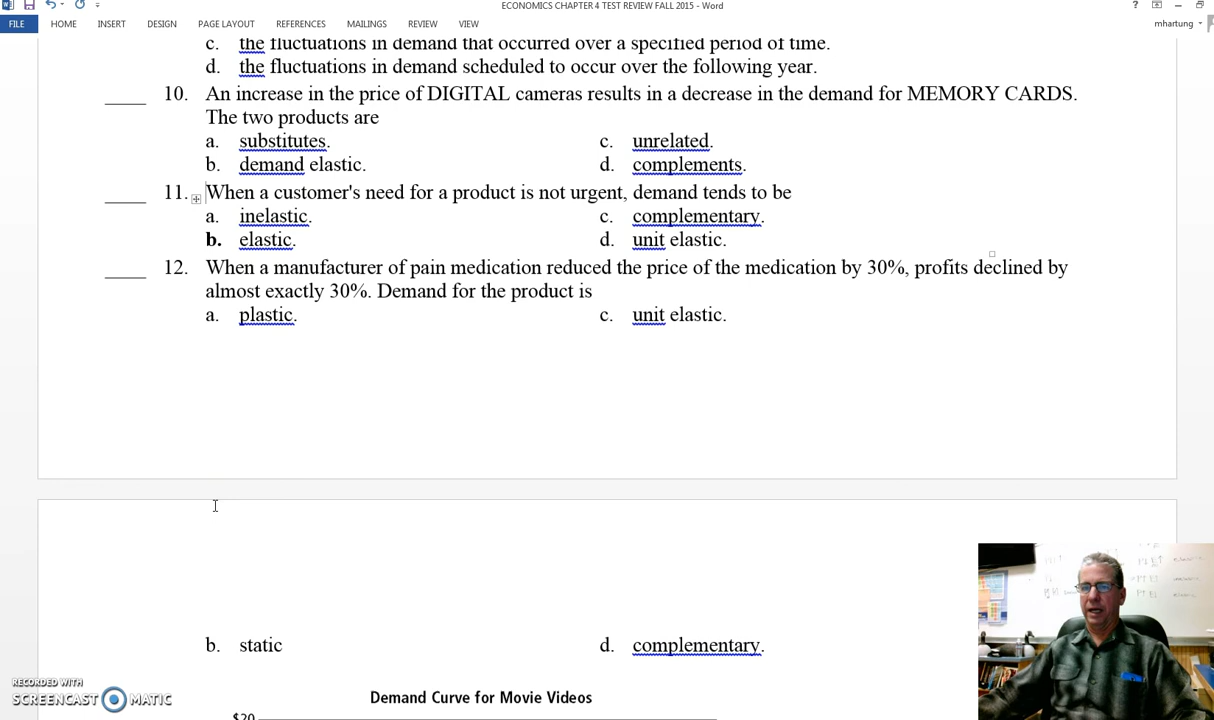 ECONOMICS CHAPTER 4 TEST REVIEW FALL 2015 - Word
?
FILE HOME INSERT DESIGN PAGE LAYOUT REFERENCES MAILINGS REVIEW VIEW mhartung
c. the fluctuations in demand that occurred over a specified period of time.
d. the fluctuations in demand scheduled to occur over the following year.
_____ 10. An increase in the price of DIGITAL cameras results in a decrease in the demand for MEMORY CARDS.
The two products are
a. substitutes. c. unrelated.
b. demand elastic. d. complements.
_____ 11. When a customer's need for a product is not urgent, demand tends to be
a. inelastic. c. complementary.
b. elastic. d. unit elastic.
_____ 12. When a manufacturer of pain medication reduced the price of the medication by 30%, profits declined by
almost exactly 30%. Demand for the product is
a. plastic. c. unit elastic.
b. static d. complementary.
Demand Curve for Movie Videos
$20
RECORDED WITH
SCREENCAST MATIC